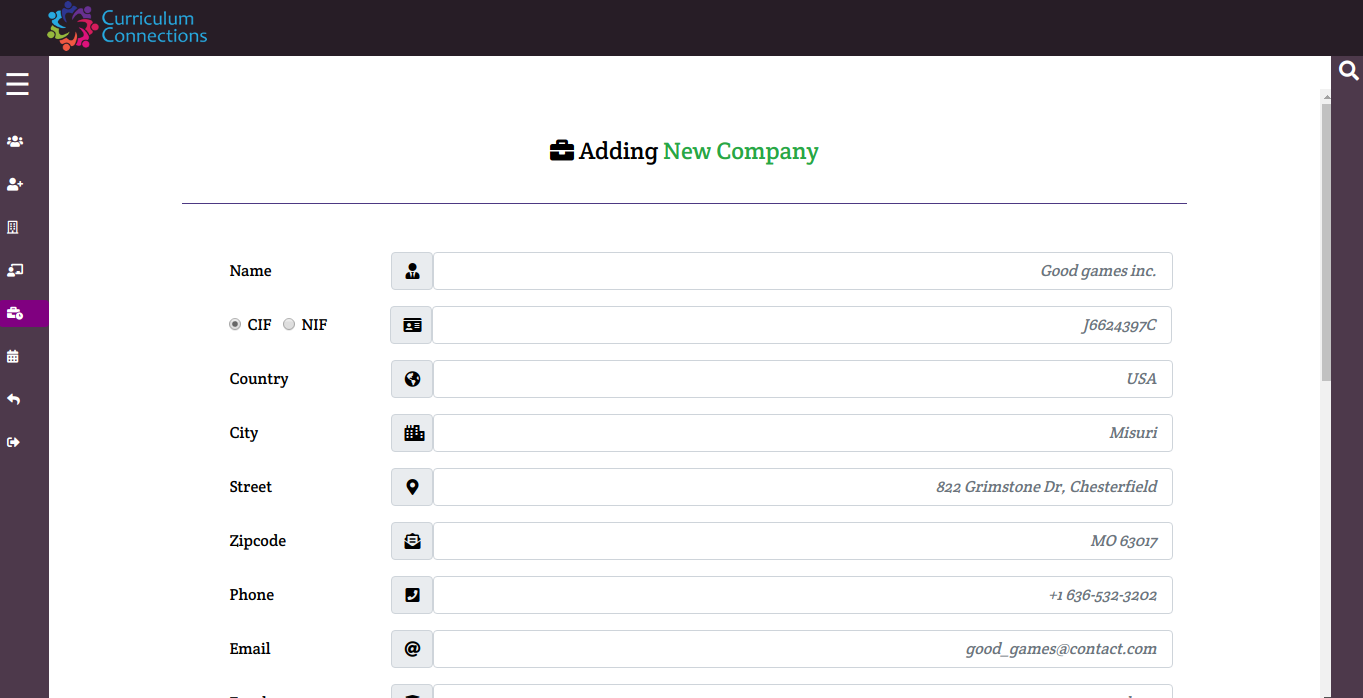 Curriculum
Connections
Adding New Company
Name Good games inc.
CIF NIF J6624397C
Country USA
City Misuri
Street 822 Grimstone Dr, Chesterfield
Zipcode MO 63017
Phone +1 636-532-3202
Email @ good_games@contact.com